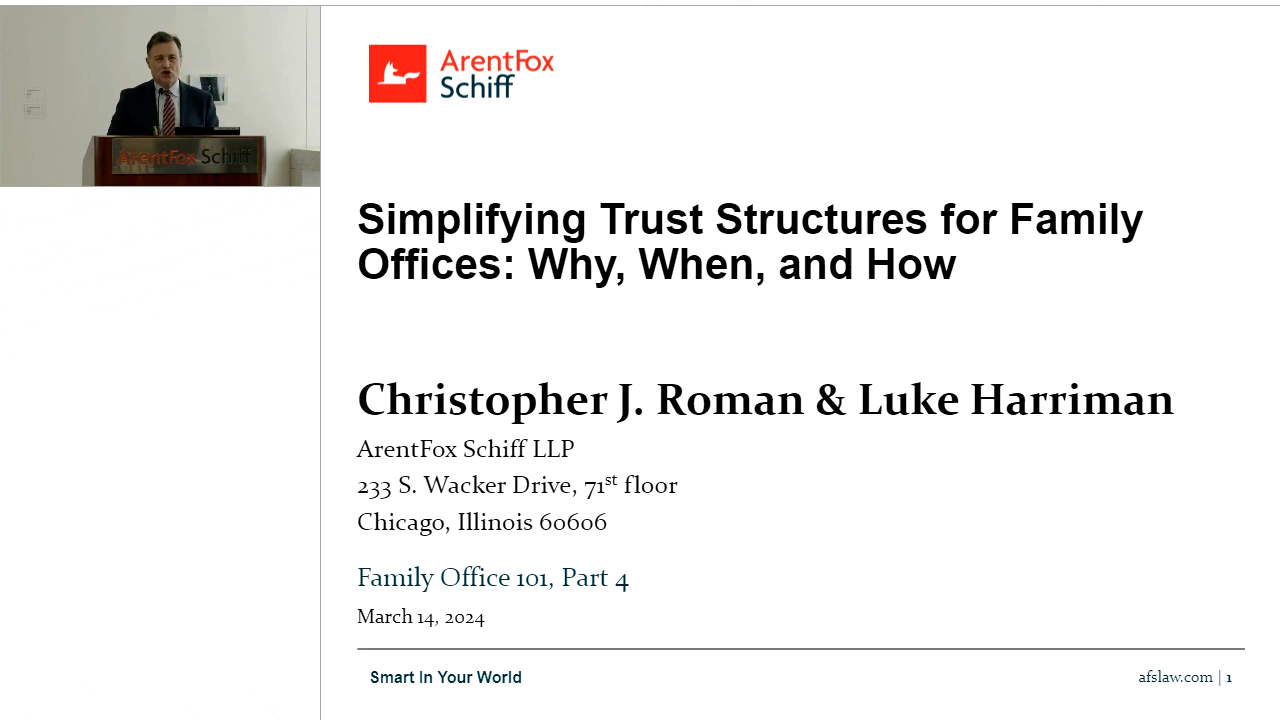 ArentFox Schiff
ArentFox
Schiff
Simplifying Trust Structures for Family
Offices: Why, When, and How
Christopher J. Roman & Luke Harriman
ArentFox Schiff LLP
233 S. Wacker Drive, 71st floor
Chicago, Illinois 60606
Family Office 101, Part 4
March 14, 2024
Smart In Your World
afslaw.com | 1